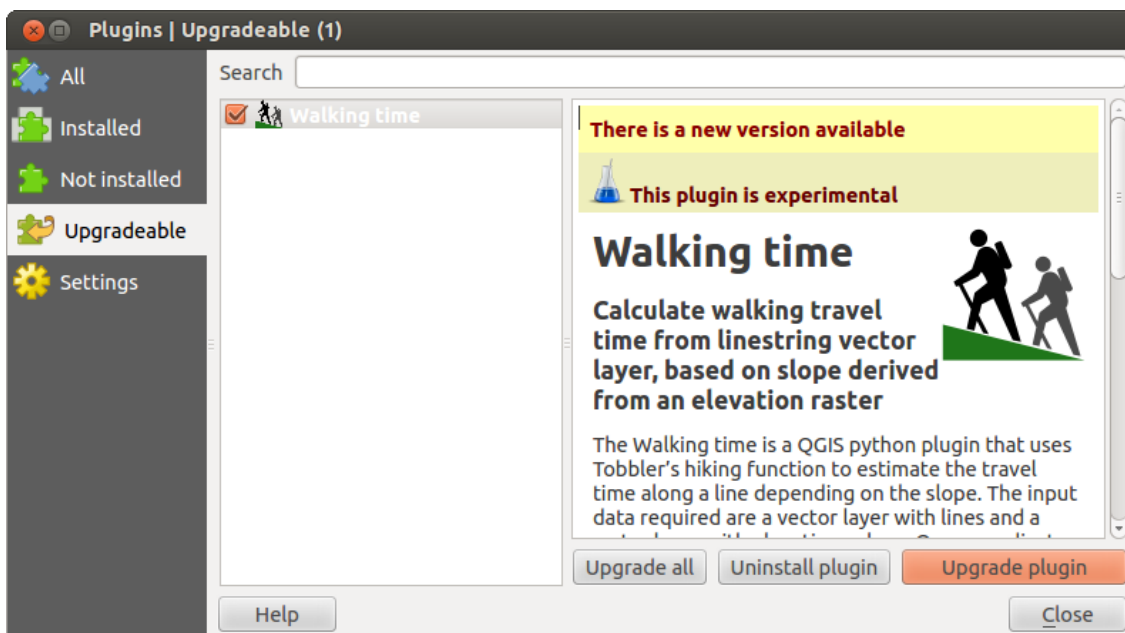 Plugins | Upgradeable (1)
All
Installed
Not installed
Upgradeable
Settings
Search
Walking time
There is a new version available
This plugin is experimental
Walking time
Calculate walking travel
time from linestring vector
layer, based on slope derived
from an elevation raster
The Walking time is a QGIS python plugin that uses
Tobbler's hiking function to estimate the travel
time along a line depending on the slope. The input
data required are a vector layer with lines and a
Upgrade all
Uninstall plugin
Upgrade plugin
Help
Close